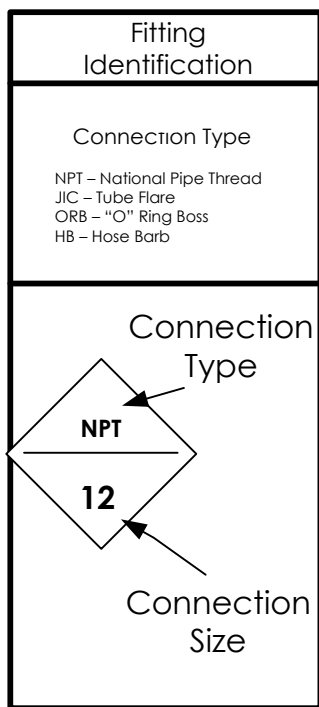 Fitting
Identification
Connection Type
NPT – National Pipe Thread
JIC – Tube Flare
ORB – “O” Ring Boss
HB – Hose Barb
Connection
Type
NPT
12
Connection
Size